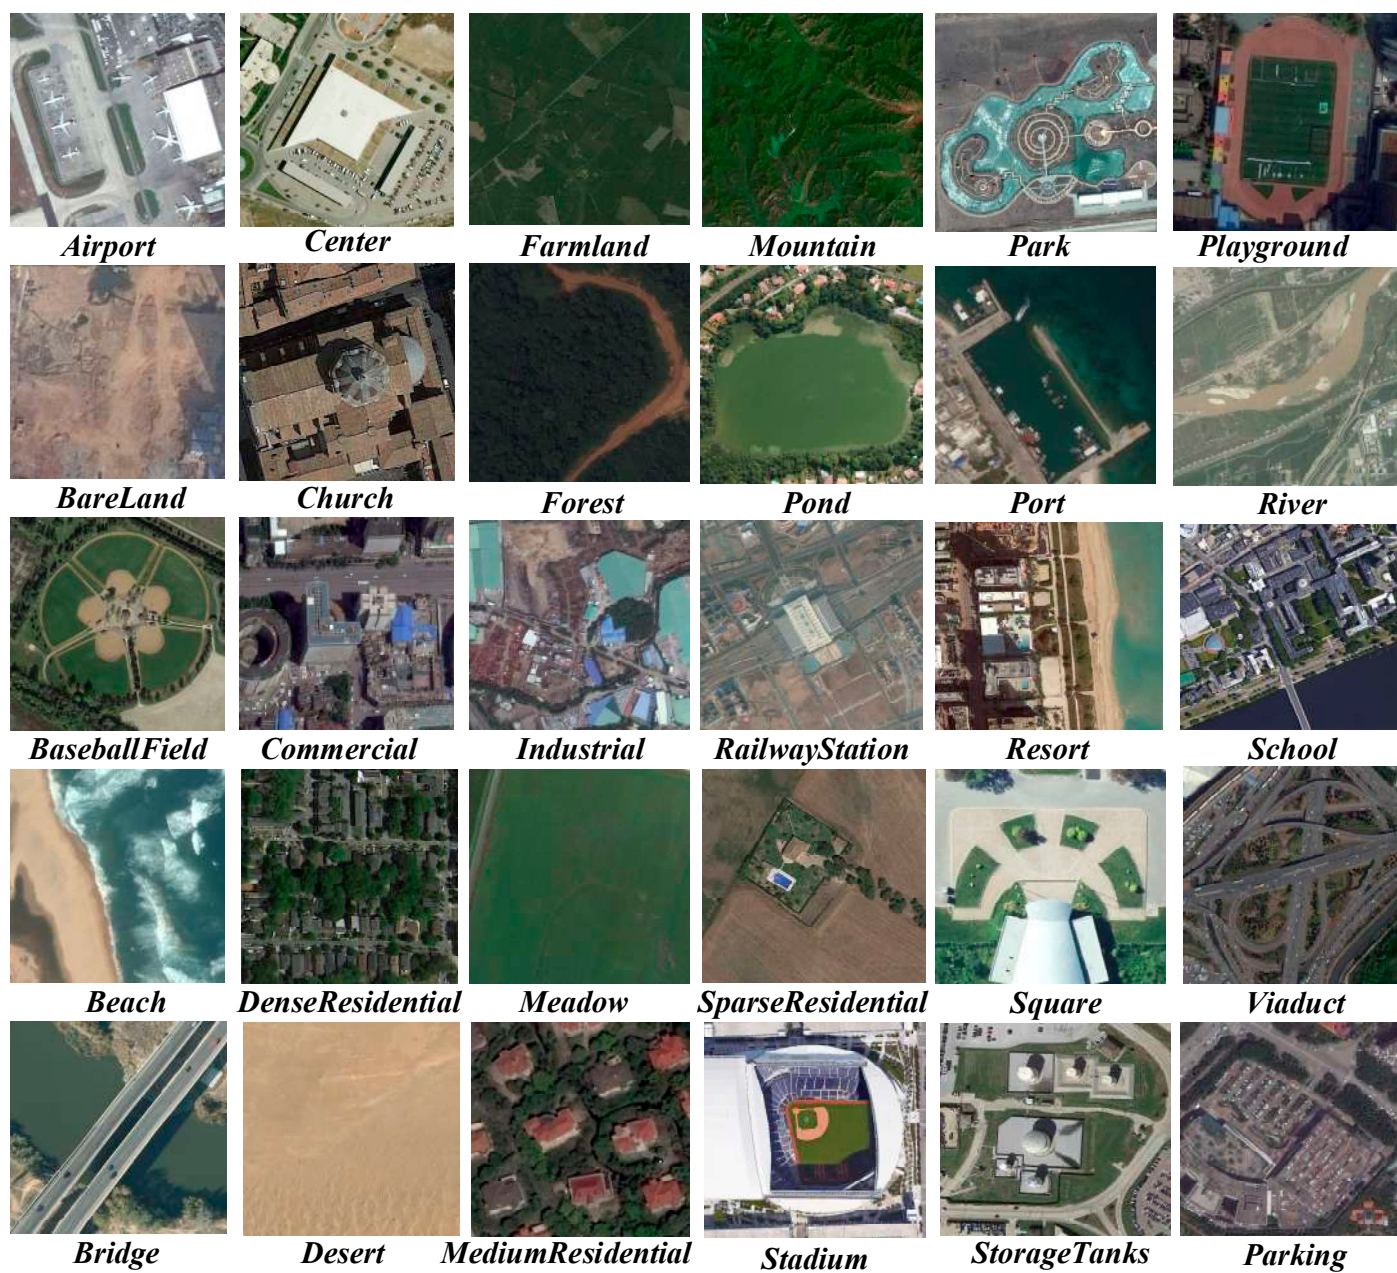 Airport Center Farmland Mountain Park Playground
BareLand Church Forest Pond Port River
BaseballField Commercial Industrial RailwayStation Resort School
Beach DenseResidential Meadow SparseResidential Square Viaduct
Bridge Desert MediumResidential Stadium StorageTanks Parking